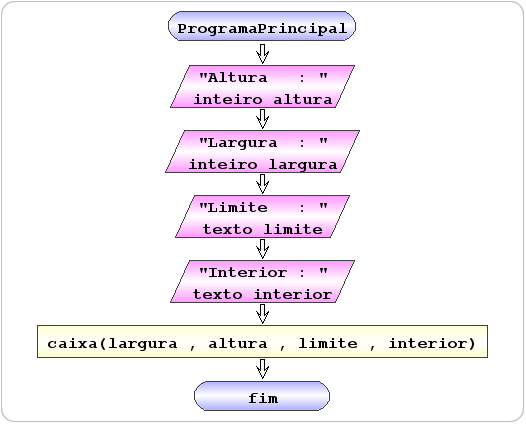 ProgramaPrincipal
"Altura   : "
inteiro altura
"Largura  : "
inteiro largura
"Limite   : "
texto limite
"Interior : "
texto interior
caixa(largura , altura , limite , interior)
fim